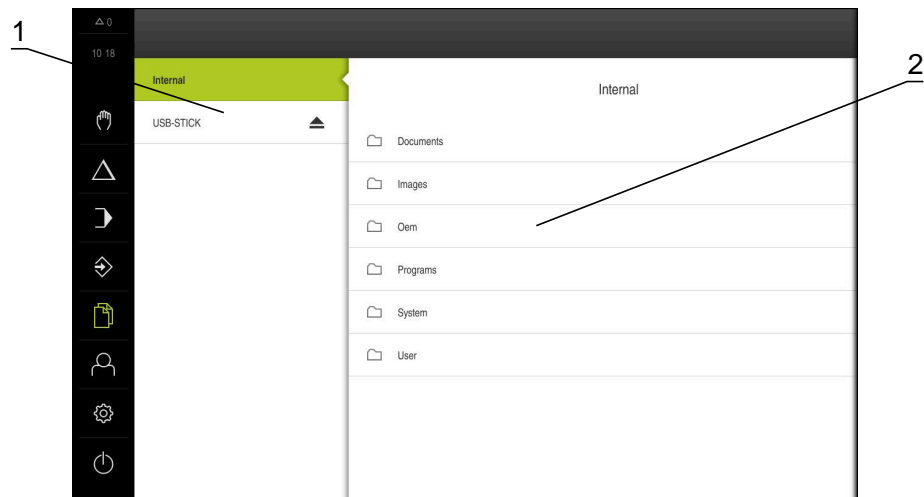 1
0
10 18
Internal
USB-STICK
Internal
Documents
Images
Oem
Programs
System
User
2